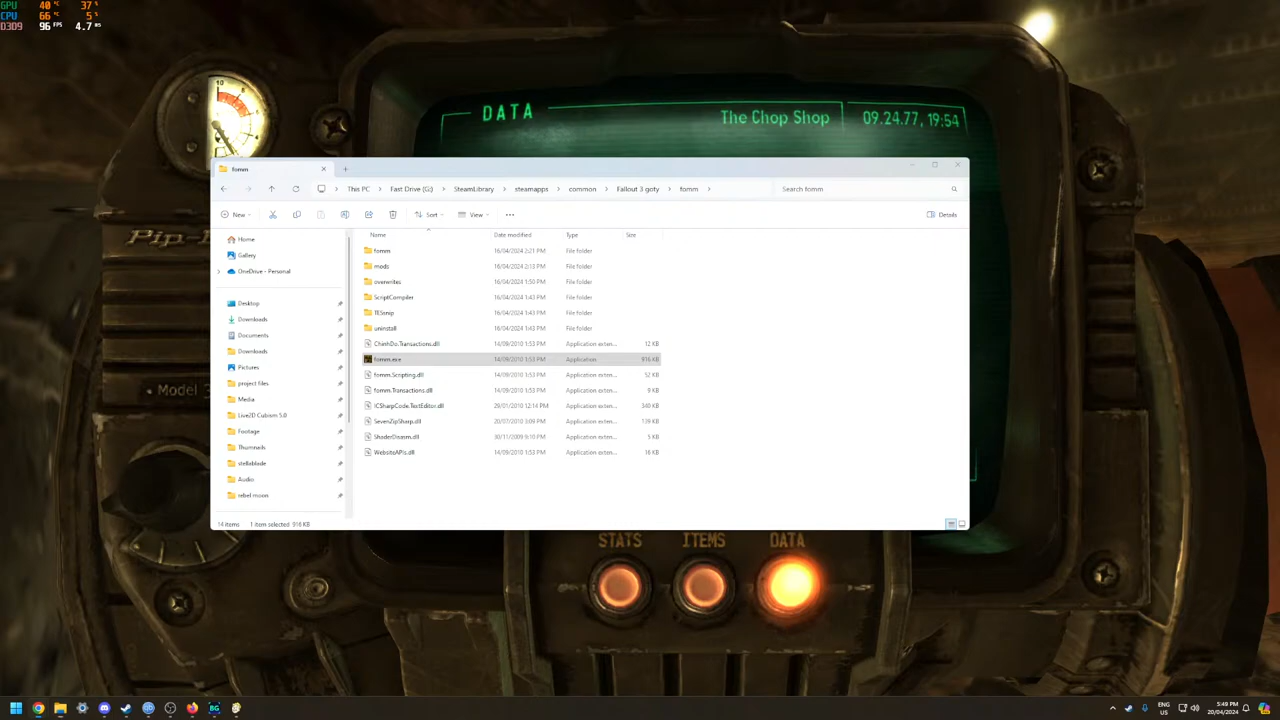 GPU 40 °C 37 %
CPU 66 °C 5 %
D3D9 96 FPS 4.7 ms
10
8
6
4
DATA
The Chop Shop
09.24.77, 19:54
Model 3
fomm
This PC > Fast Drive (G:) > SteamLibrary > steamapps > common > Fallout 3 goty > fomm >
Search fomm
New
Sort
View
Details
Name Date modified Type Size
Home
Gallery
OneDrive - Personal
Desktop
Downloads
Documents
Downloads
Pictures
project files
Media
Live2D Cubism 5.0
Footage
Thumnails
stellablade
Audio
rebel moon
fomm 16/04/2024 2:21 PM File folder
mods 16/04/2024 2:13 PM File folder
overwrites 16/04/2024 1:50 PM File folder
ScriptCompiler 16/04/2024 1:43 PM File folder
TESsnip 16/04/2024 1:43 PM File folder
uninstall 16/04/2024 1:43 PM File folder
ChinhDo.Transactions.dll 14/09/2010 1:53 PM Application exten... 12 KB
fomm.exe 14/09/2010 1:53 PM Application 916 KB
fomm.Scripting.dll 14/09/2010 1:53 PM Application exten... 52 KB
fomm.Transactions.dll 14/09/2010 1:53 PM Application exten... 9 KB
ICSharpCode.TextEditor.dll 29/01/2010 12:14 PM Application exten... 340 KB
SevenZipSharp.dll 20/07/2010 3:09 PM Application exten... 139 KB
ShaderDisasm.dll 30/11/2009 9:10 PM Application exten... 5 KB
WebsiteAPIs.dll 14/09/2010 1:53 PM Application exten... 18 KB
14 items 1 item selected 916 KB
STATS
ITEMS
DATA
BG
ENG
US
5:49 PM
20/04/2024